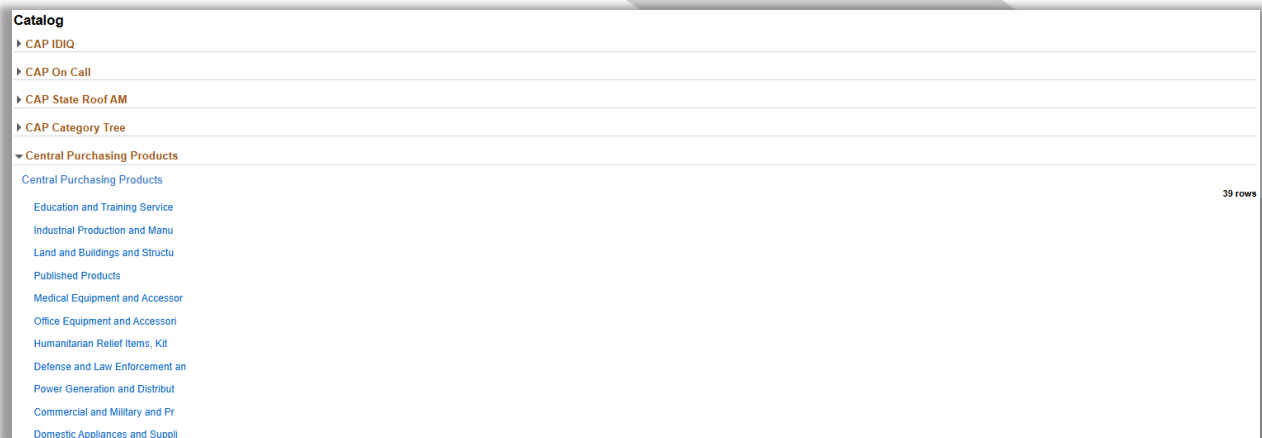 Catalog
CAP IDIQ
CAP On Call
CAP State Roof AM
CAP Category Tree
Central Purchasing Products
Central Purchasing Products
39 rows
Education and Training Service
Industrial Production and Manu
Land and Buildings and Structu
Published Products
Medical Equipment and Accessor
Office Equipment and Accessori
Humanitarian Relief Items, Kit
Defense and Law Enforcement an
Power Generation and Distribut
Commercial and Military and Pr
Domestic Appliances and Suppli